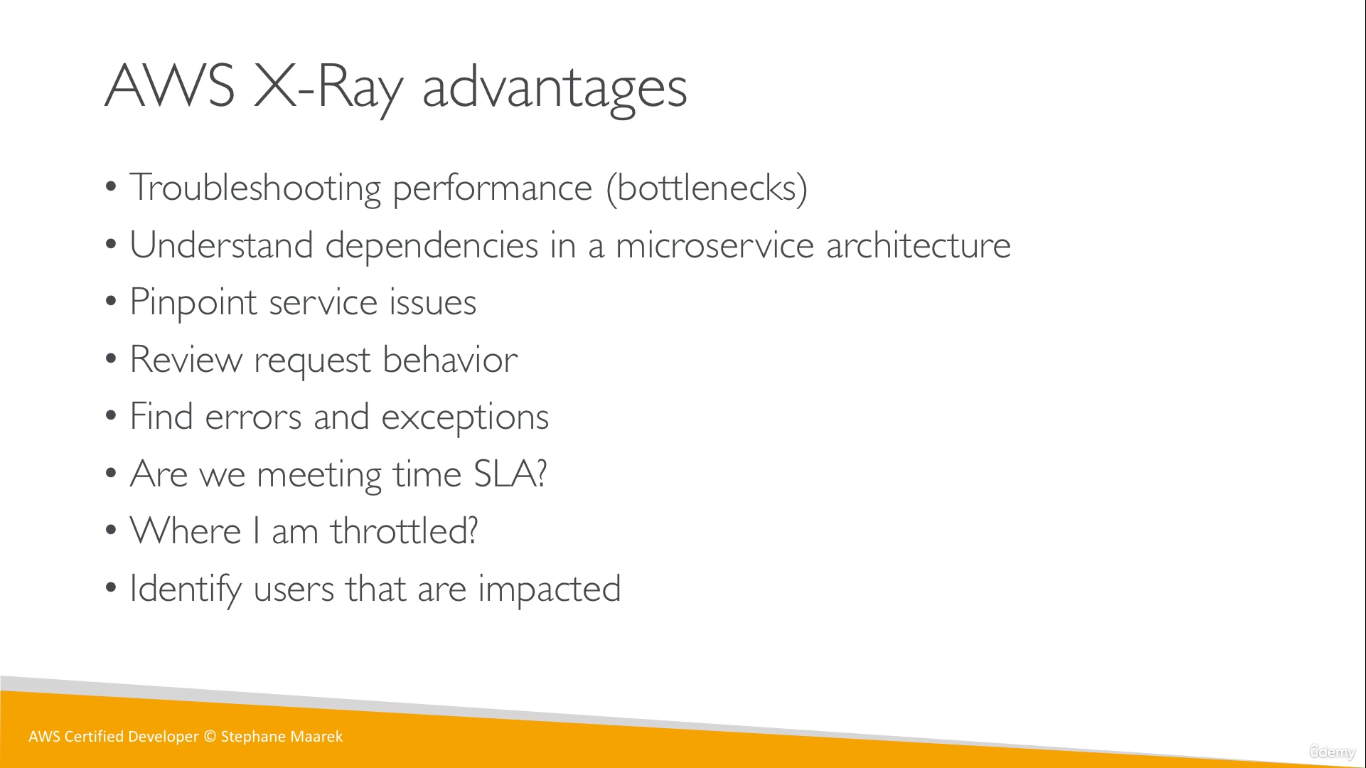 AWS X-Ray advantages
• Troubleshooting performance (bottlenecks)
• Understand dependencies in a microservice architecture
• Pinpoint service issues
• Review request behavior
• Find errors and exceptions
• Are we meeting time SLA?
• Where I am throttled?
• Identify users that are impacted
AWS Certified Developer © Stephane Maarek
ûdemy